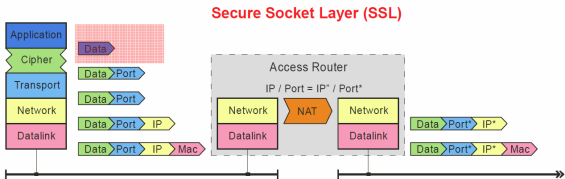 Secure Socket Layer (SSL)
Application
Cipher
Transport
Network
Datalink
Data
Data Port
Data Port
Data Port IP
Data Port IP Mac
Access Router
IP / Port = IP* / Port*
Network
NAT
Network
Datalink
Datalink
Data Port* IP*
Data Port* IP* Mac